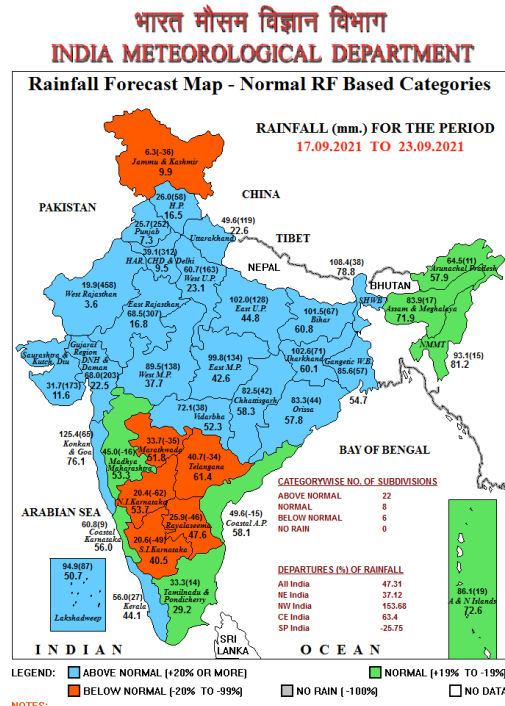 भारत मौसम विज्ञान विभाग
INDIA METEOROLOGICAL DEPARTMENT
Rainfall Forecast Map - Normal RF Based Categories
RAINFALL (mm.) FOR THE PERIOD
17.09.2021 TO 23.09.2021
6.3(-36)
Jammu & Kashmir
9.9
PAKISTAN
CHINA
26.0(58)
H.P.
16.5
25.7(252)
Punjab
7.3
49.6(119)
22.6
Uttarakhand
TIBET
39.1(312)
HAR. CHD & Delhi
9.5
60.7(163)
West U.P.
23.1
NEPAL
108.4(38)
78.8
BHUTAN
64.5(11)
Arunachal Pradesh
57.9
19.9(458)
West Rajasthan
3.6
East Rajasthan
68.5(307)
16.8
102.0(128)
East U.P.
44.8
101.5(67)
Bihar
60.8
SHWB
83.9(17)
Assam & Meghalaya
71.9
NMMT
93.1(15)
81.2
Saurashtra &
Kutch, Diu
31.7(173)
11.6
Gujarat
Region
DNH &
Daman
68.0(203)
22.5
89.5(138)
West M.P.
37.7
99.8(134)
East M.P.
42.6
102.6(71)
Jharkhand
60.1
Gangetic W.B.
85.6(57)
54.7
82.5(42)
Chhattisgarh
58.3
83.3(44)
Orissa
57.8
72.1(38)
Vidarbha
52.3
125.4(65)
Konkan
& Goa
76.1
45.0(-16)
Madhya
Maharashtra
53.3
33.7(-35)
Marathwada
51.8
40.7(-34)
Telangana
61.4
BAY OF BENGAL
20.4(-62)
N.I.Karnataka
53.7
25.9(-46)
Rayalaseema
47.6
49.6(-15)
Coastal A.P.
58.1
ARABIAN SEA
60.8(9)
Coastal
Karnataka
56.0
20.6(-49)
S.I.Karnataka
40.5
94.9(87)
50.7
Lakshadweep
56.0(27)
Kerala
44.1
33.3(14)
Tamilnadu &
Pondicherry
29.2
SRI
LANKA
86.1(19)
A & N Islands
72.6
CATEGORYWISE NO. OF SUBDIVISIONS
ABOVE NORMAL 22
NORMAL 8
BELOW NORMAL 6
NO RAIN 0
DEPARTURES (%) OF RAINFALL
All India 47.31
NE India 37.12
NW India 153.68
CE India 63.4
SP India -25.75
INDIAN OCEAN
LEGEND: ABOVE NORMAL (+20% OR MORE) NORMAL (+19% TO -19%)
BELOW NORMAL (-20% TO -99%) NO RAIN (-100%) NO DATA
NOTES: